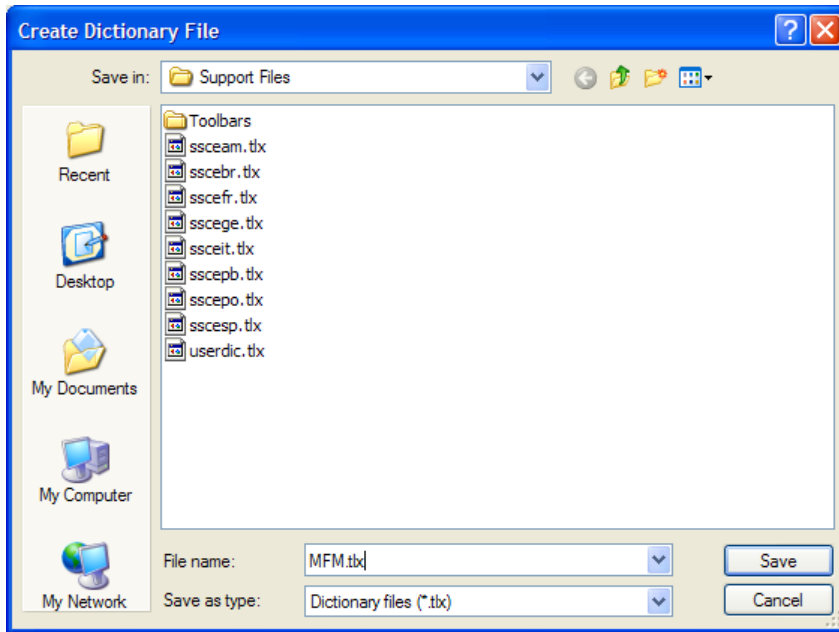 Create Dictionary File
Save in: Support Files
Toolbars
ssceam.tlx
sscebr.tlx
sscefr.tlx
sscege.tlx
ssceit.tlx
sscepb.tlx
sscepo.tlx
sscesp.tlx
userdic.tlx
Recent
Desktop
My Documents
My Computer
My Network
File name: MFM.tlx Save
Save as type: Dictionary files (*.tlx) Cancel